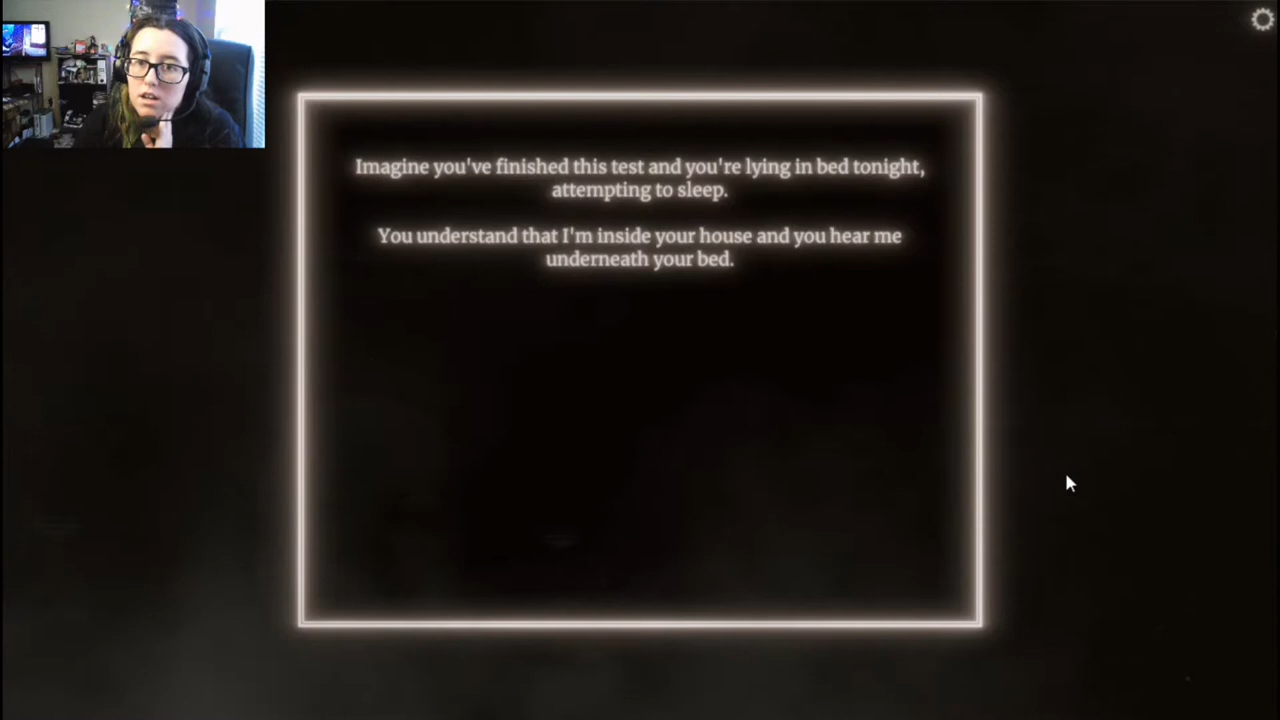 Imagine you've finished this test and you're lying in bed tonight,
attempting to sleep.
You understand that I'm inside your house and you hear me
underneath your bed.